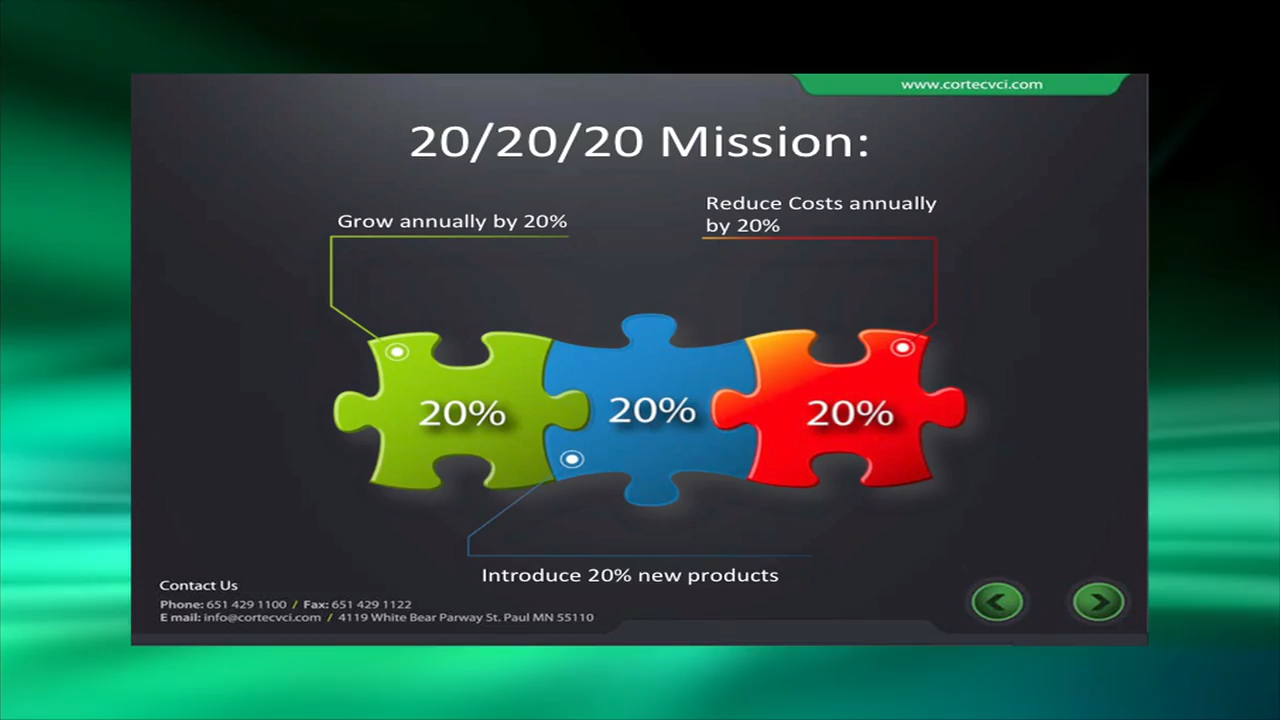 www.cortecvci.com
20/20/20 Mission:
Grow annually by 20%
Reduce Costs annually
by 20%
20%
20%
20%
Introduce 20% new products
Contact Us
Phone: 651 429 1100 / Fax: 651 429 1122
E mail: info@cortecvci.com / 4119 White Bear Parway St. Paul MN 55110